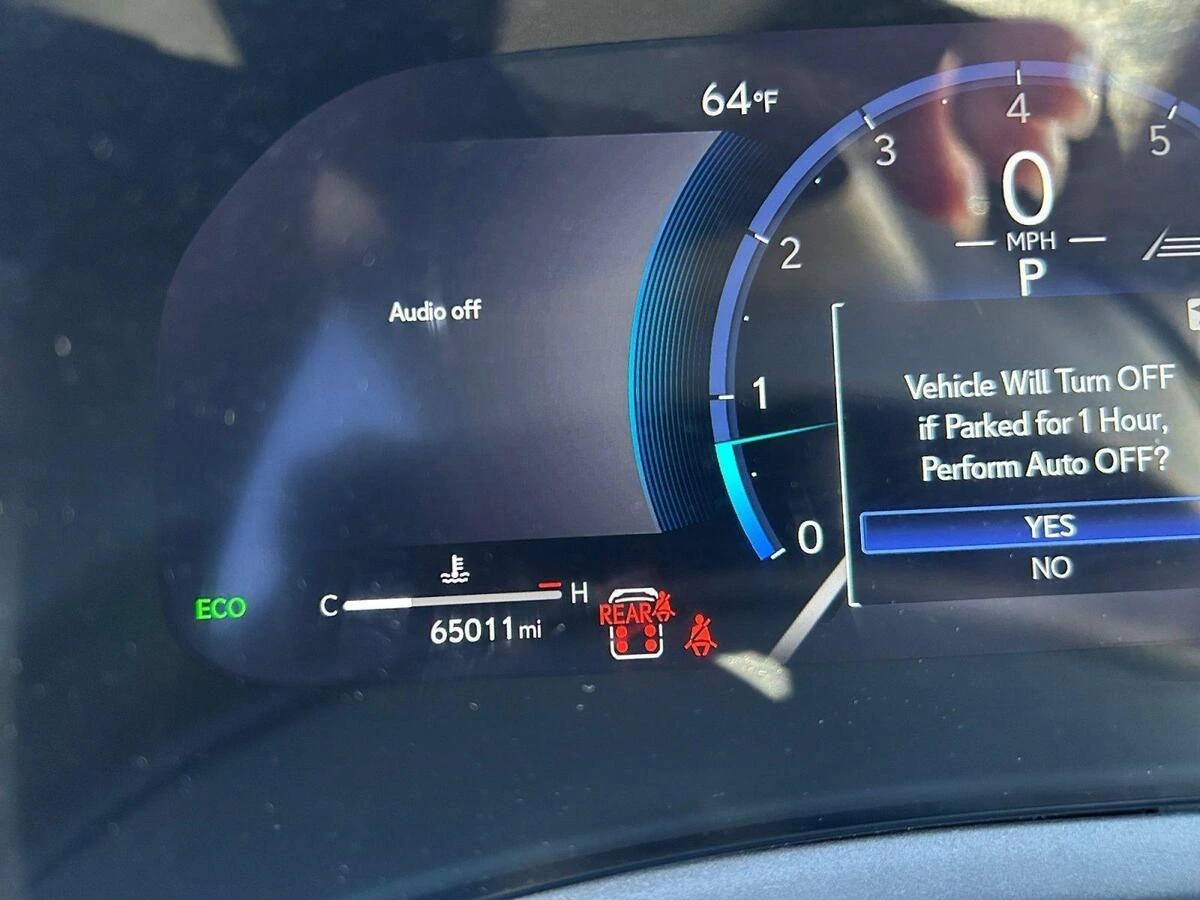 64°F
3
4
5
0
2
MPH
P
Audio off
1
Vehicle Will Turn OFF
if Parked for 1 Hour,
Perform Auto OFF?
YES
0
NO
ECO
C
H
REAR
65011 mi